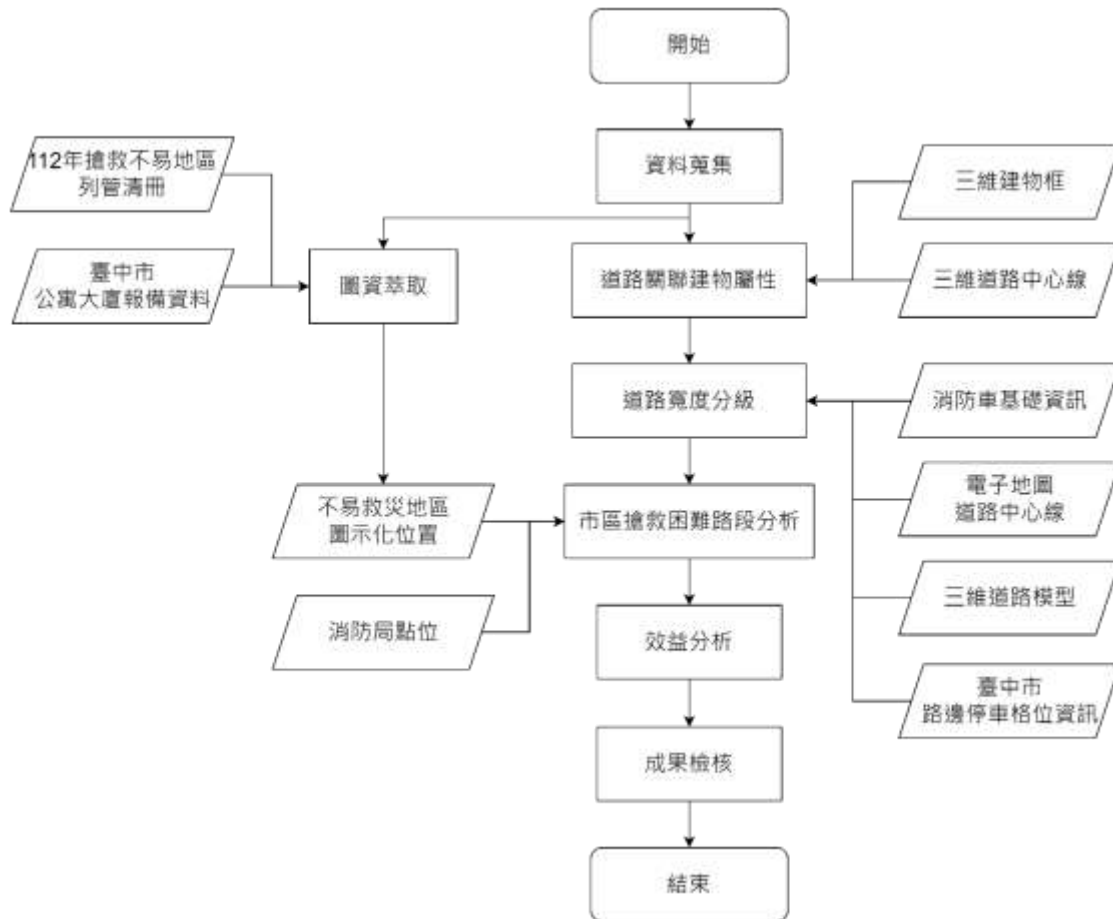 開始
資料蒐集
112年搶救不易地區
列管清冊
三維建物框
臺中市
公寓大廈報備資料
圖資萃取
道路關聯建物屬性
三維道路中心線
道路寬度分級
消防車基礎資訊
不易救災地區
圖示化位置
市區搶救困難路段分析
電子地圖
道路中心線
消防局點位
效益分析
三維道路模型
臺中市
路邊停車格位資訊
成果檢核
結束